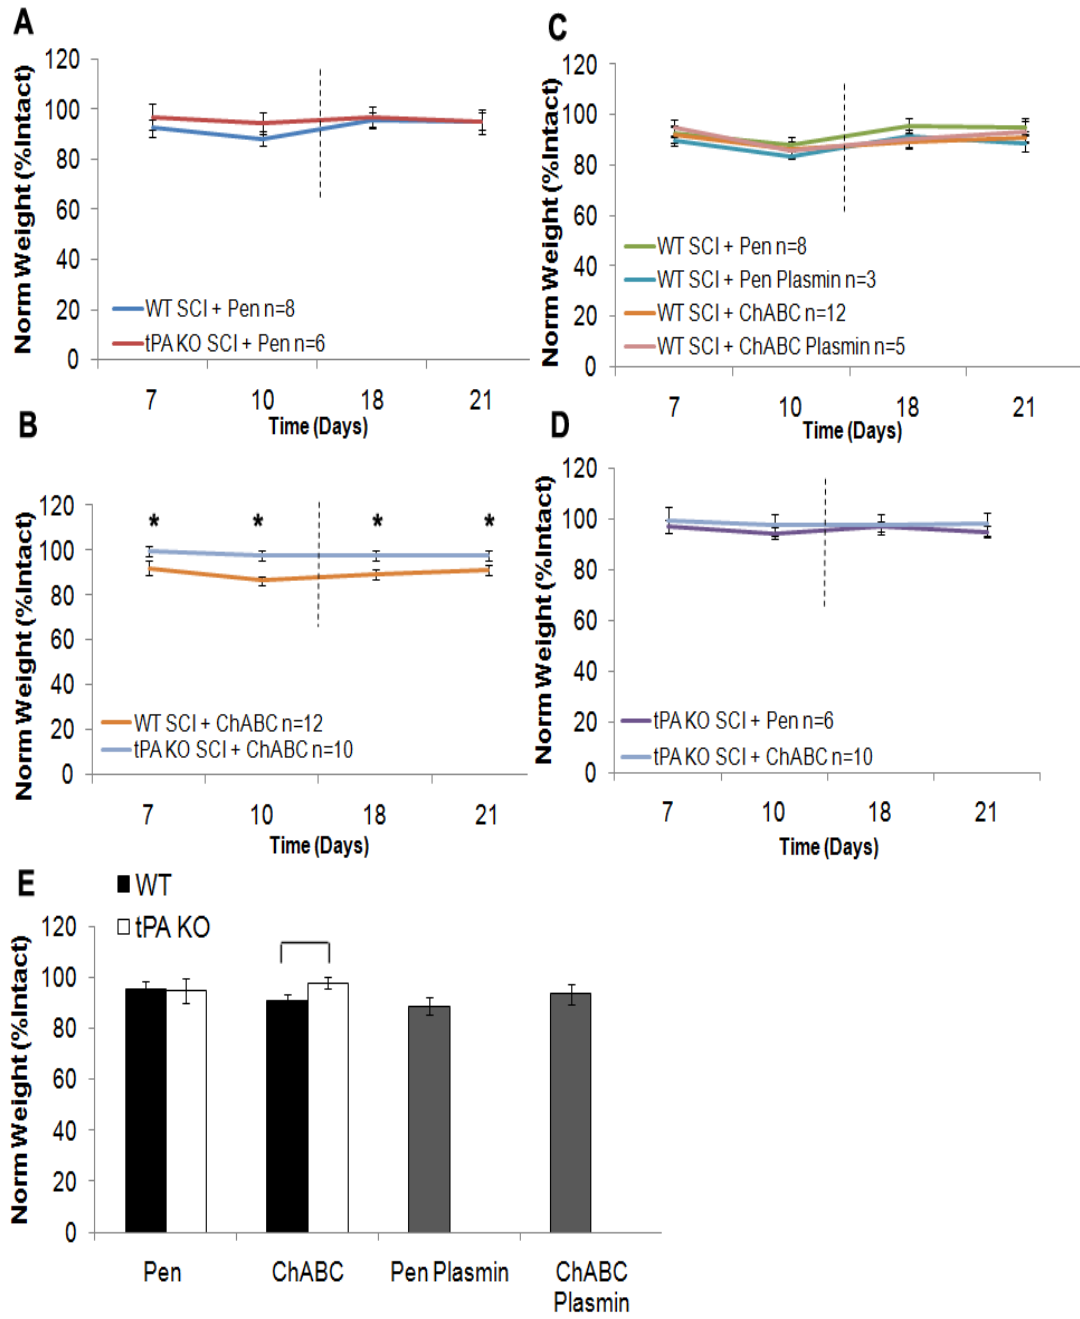 A
Norm Weight (%Intact)
120
100
80
60
40
20
0
WT SCI + Pen n=8
tPA KO SCI + Pen n=6
7 10 18 21
Time (Days)
C
Norm Weight (%Intact)
120
100
80
60
40
20
0
WT SCI + Pen n=8
WT SCI + Pen Plasmin n=3
WT SCI + ChABC n=12
WT SCI + ChABC Plasmin n=5
7 10 18 21
Time (Days)
B
Norm Weight (%Intact)
120
100
80
60
40
20
0
* * * *
WT SCI + ChABC n=12
tPA KO SCI + ChABC n=10
7 10 18 21
Time (Days)
D
Norm Weight (%Intact)
120
100
80
60
40
20
0
tPA KO SCI + Pen n=6
tPA KO SCI + ChABC n=10
7 10 18 21
Time (Days)
E
WT
tPA KO
Norm Weight (%Intact)
120
100
80
60
40
20
0
Pen ChABC Pen Plasmin ChABC
Plasmin